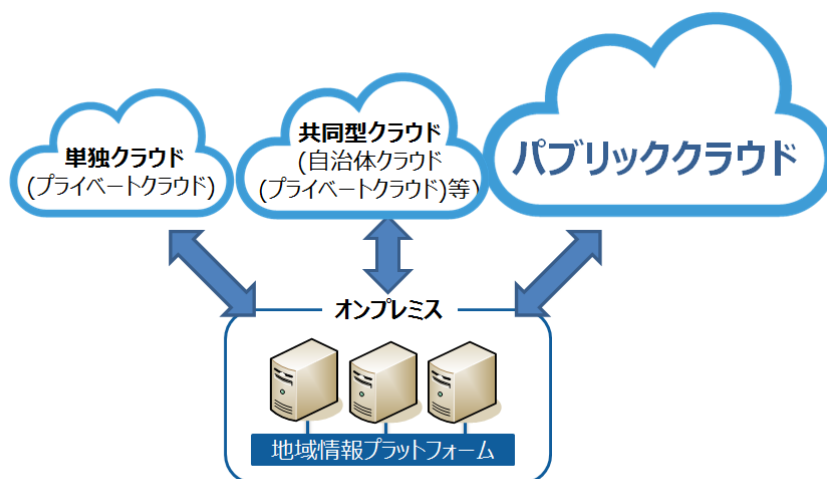 単独クラウド
(プライベートクラウド)
共同型クラウド
(自治体クラウド
(プライベートクラウド)等)
パブリッククラウド
オンプレミス
地域情報プラットフォーム